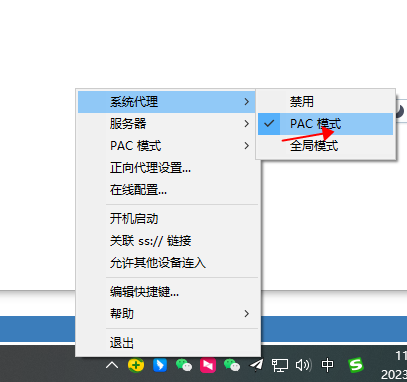 系统代理
禁用
服务器
PAC 模式
PAC 模式
全局模式
正向代理设置...
在线配置...
开机启动
关联 ss:// 链接
允许其他设备连入
编辑快捷键...
帮助
退出
中
11
2023